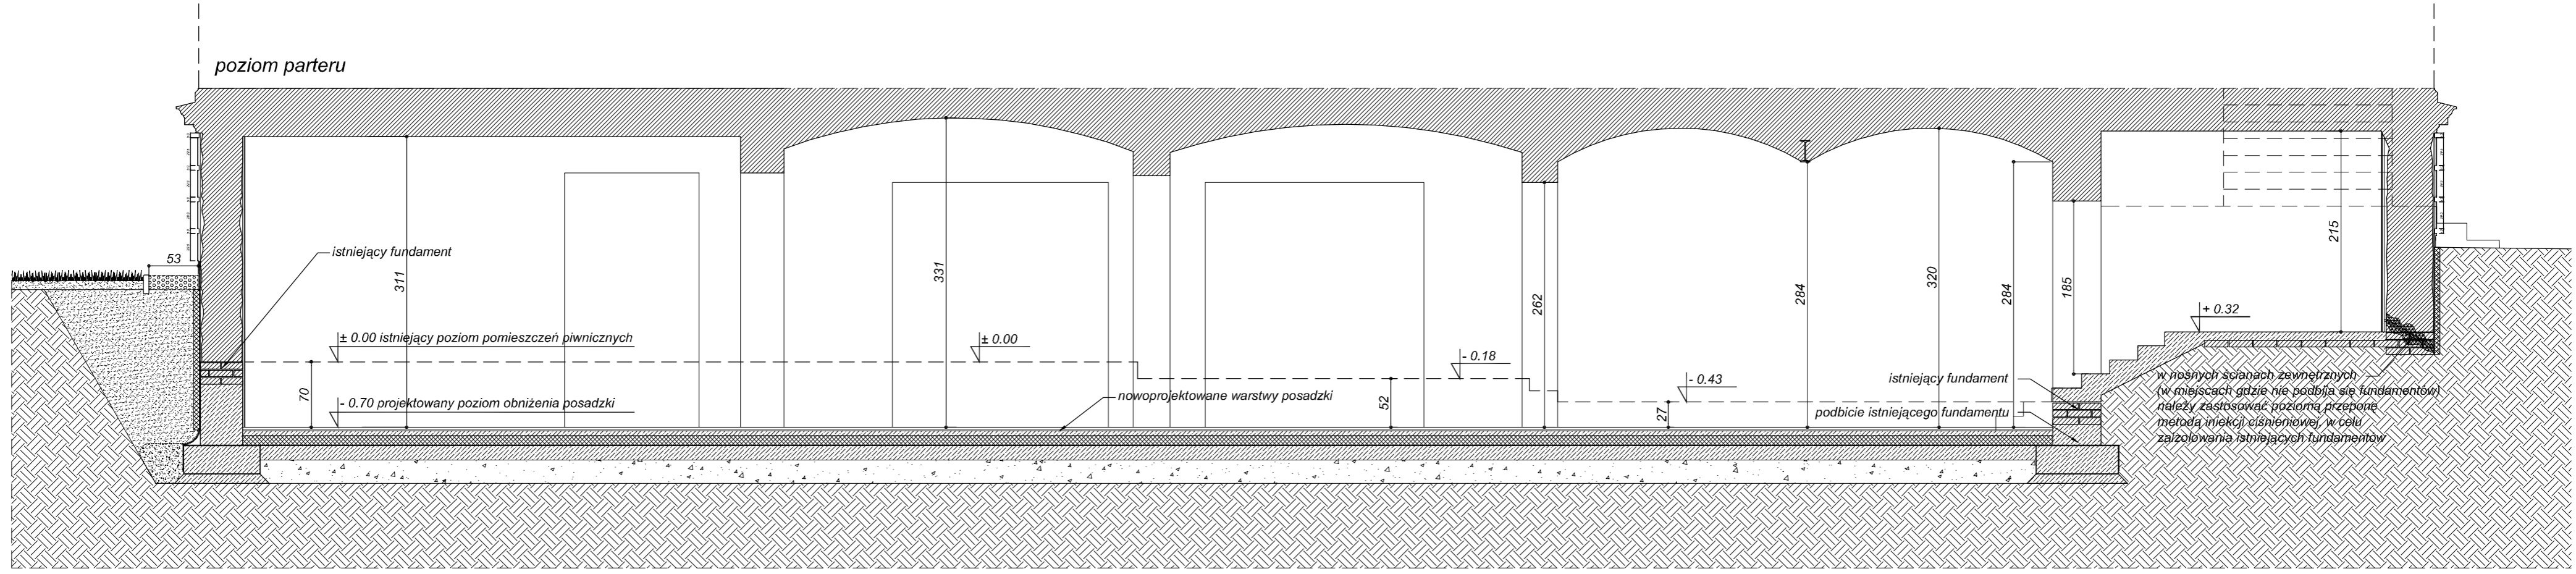 poziom parteru
istniejący fundament
53
311
331
262
284
320
284
185
215
± 0.00 istniejący poziom pomieszczeń piwnicznych
± 0.00
- 0.18
- 0.43
+ 0.32
70
- 0.70 projektowany poziom obniżenia posadzki
nowoprojektowane warstwy posadzki
52
27
istniejący fundament
podbicie istniejącego fundamentu
w nośnych ścianach zewnętrznych
(w miejscach gdzie nie podbija się fundamentów)
należy zastosować poziomą przeponę
metodą iniekcji ciśnieniowej, w celu
zaizolowania istniejących fundamentów